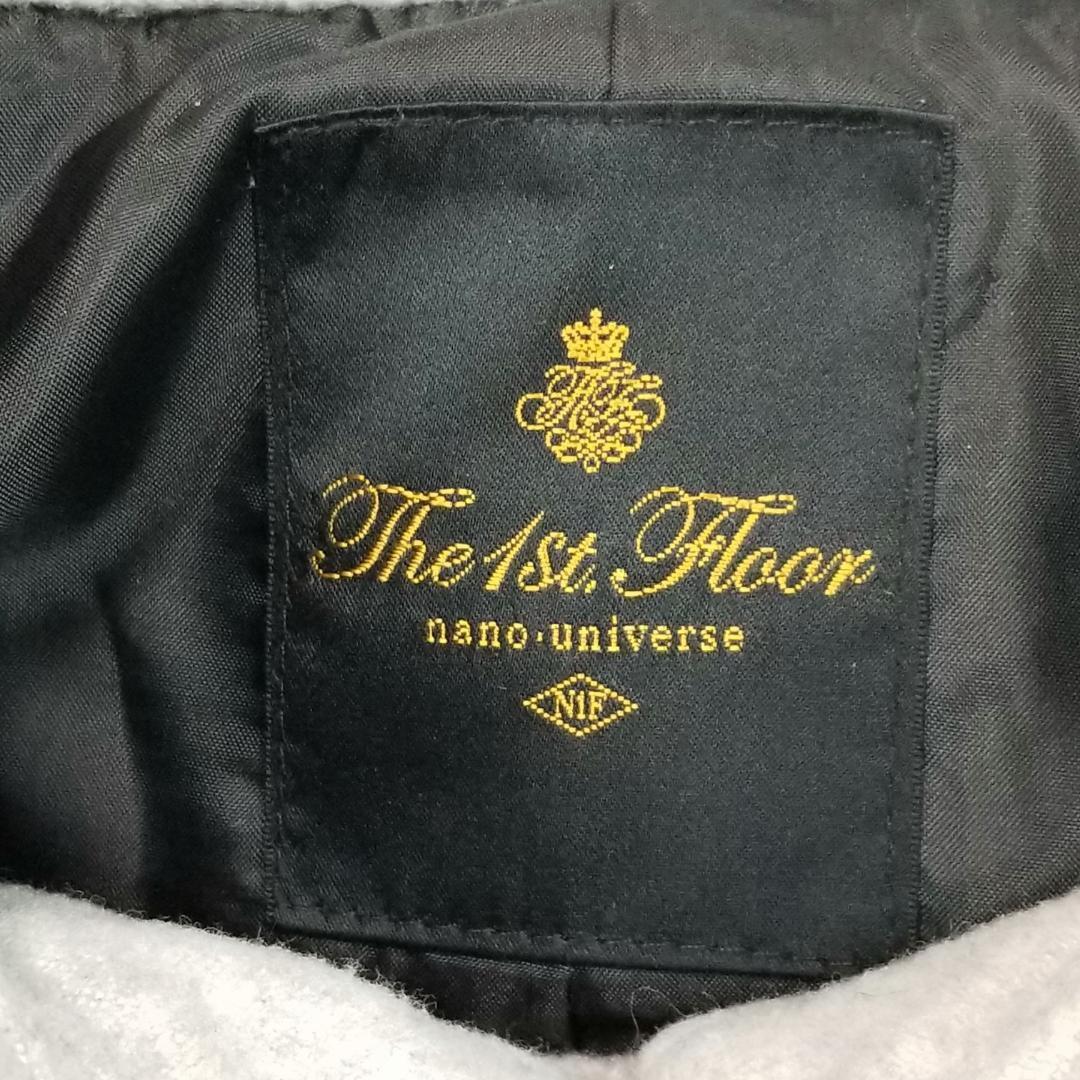 The 1st. Floor
nano·universe
N1F